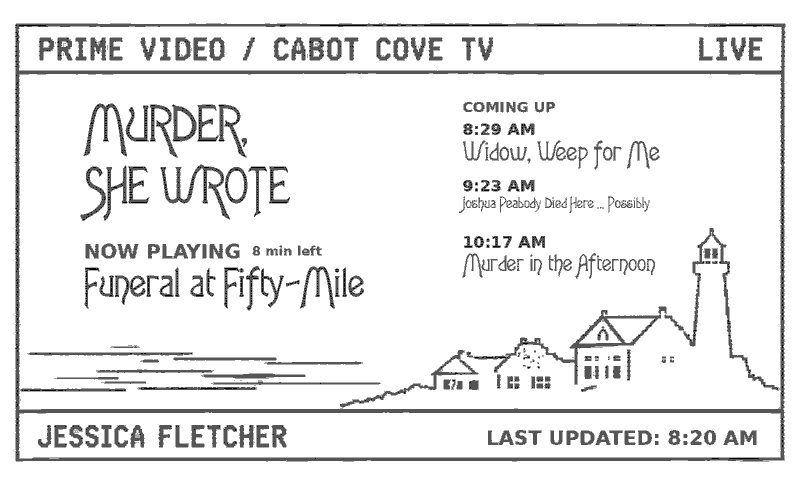 PRIME VIDEO / CABOT COVE TV
LIVE
MURDER,
SHE WROTE
NOW PLAYING 8 min left
Funeral at Fifty-Mile
COMING UP
8:29 AM
Widow, Weep for Me
9:23 AM
Joshua Peabody Died Here ... Possibly
10:17 AM
Murder in the Afternoon
JESSICA FLETCHER
LAST UPDATED: 8:20 AM